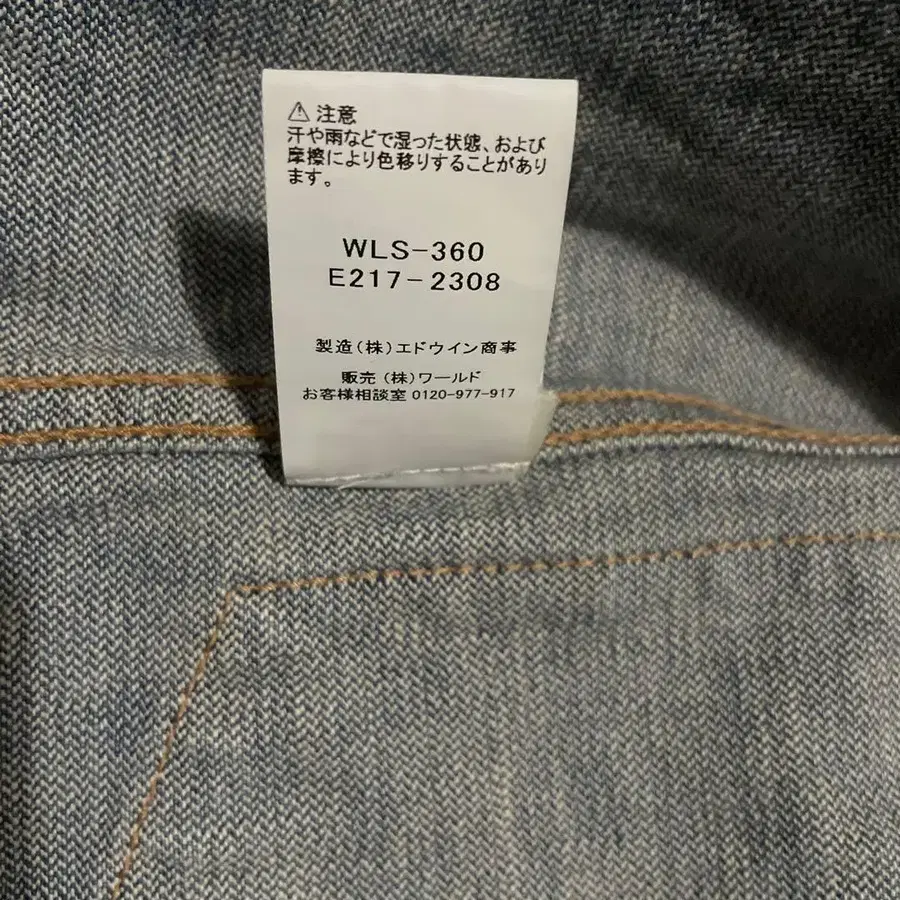 ⚠ 注意
汗や雨などで湿った状態、および
摩擦により色移りすることがあり
ます。
WLS-360
E217-2308
製造(株)エドウイン商事
販売(株)ワールド
お客様相談室 0120-977-917